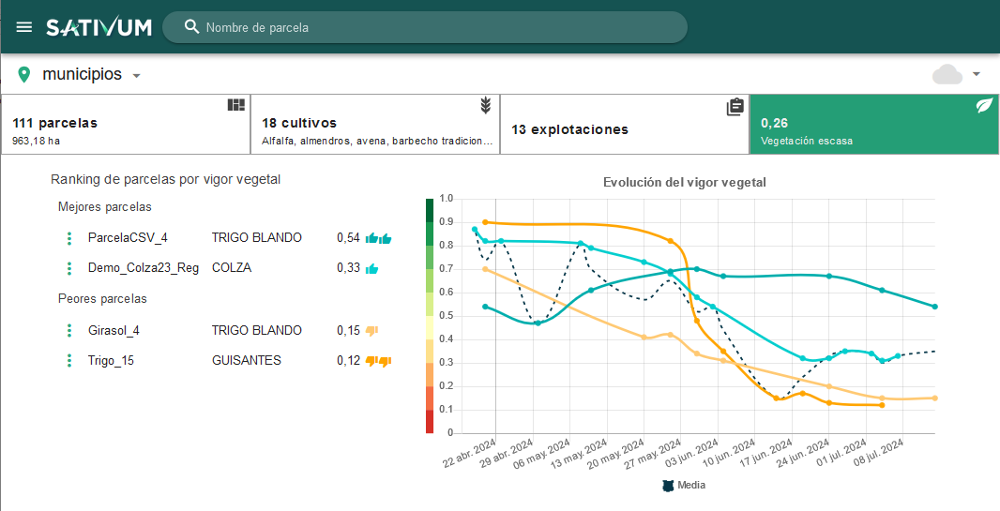 SATIVUM
Nombre de parcela
municipios
111 parcelas
963,18 ha
18 cultivos
Alfalfa, almendros, avena, barbecho tradicion...
13 explotaciones
0,26
Vegetación escasa
Ranking de parcelas por vigor vegetal
Mejores parcelas
ParcelaCSV_4 TRIGO BLANDO 0,54
Demo_Colza23_Reg COLZA 0,33
Peores parcelas
Girasol_4 TRIGO BLANDO 0,15
Trigo_15 GUISANTES 0,12
Evolución del vigor vegetal
1.0
0.9
0.8
0.7
0.6
0.5
0.4
0.3
0.2
0.1
0
22 abr. 2024
29 abr. 2024
06 may. 2024
13 may. 2024
20 may. 2024
27 may. 2024
03 jun. 2024
10 jun. 2024
17 jun. 2024
24 jun. 2024
01 jul. 2024
08 jul. 2024
Media